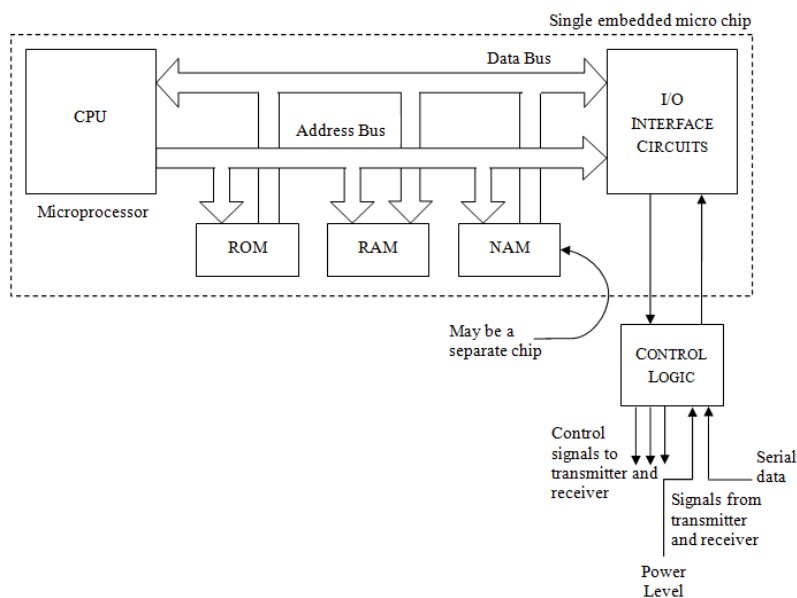 Single embedded micro chip
Data Bus
CPU
I/O
INTERFACE
CIRCUITS
Address Bus
Microprocessor
ROM
RAM
NAM
May be a
separate chip
CONTROL
LOGIC
Control
signals to
transmitter and
receiver
Serial
data
Signals from
transmitter
and receiver
Power
Level